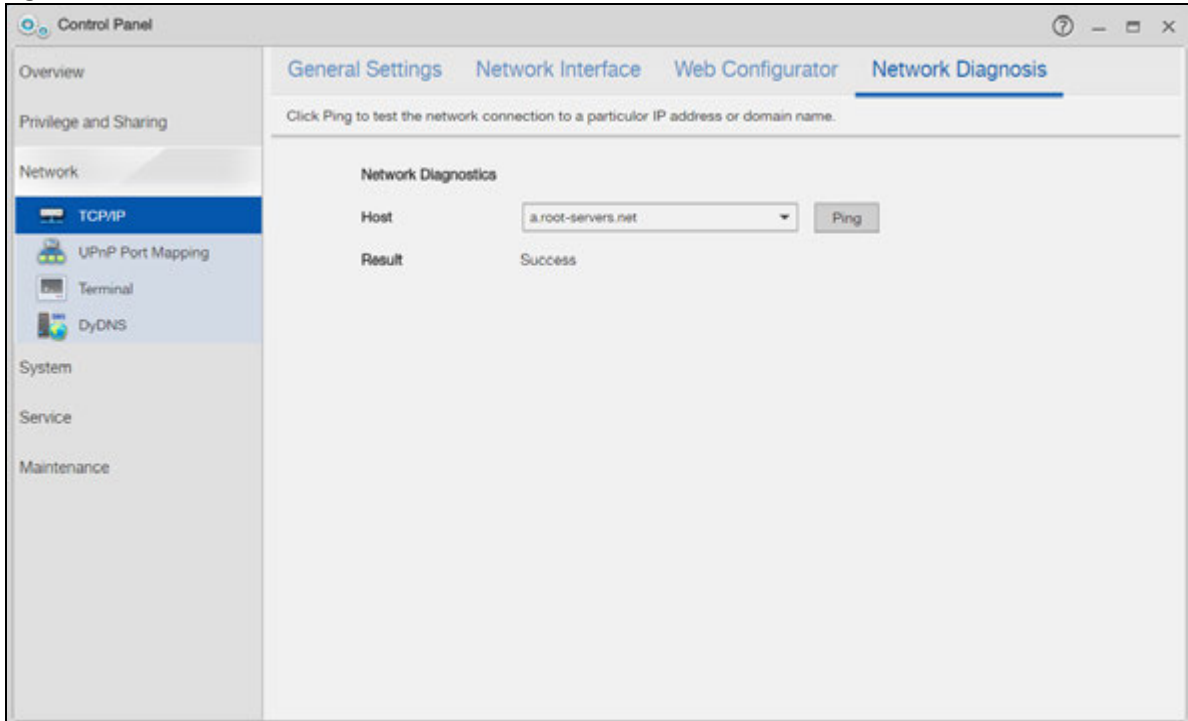 Control Panel
Overview
Privilege and Sharing
Network
TCP/IP
UPnP Port Mapping
Terminal
DyDNS
System
Service
Maintenance
General Settings Network Interface Web Configurator Network Diagnosis
Click Ping to test the network connection to a particulor IP address or domain name.
Network Diagnostics
Host a.root-servers.net Ping
Result Success